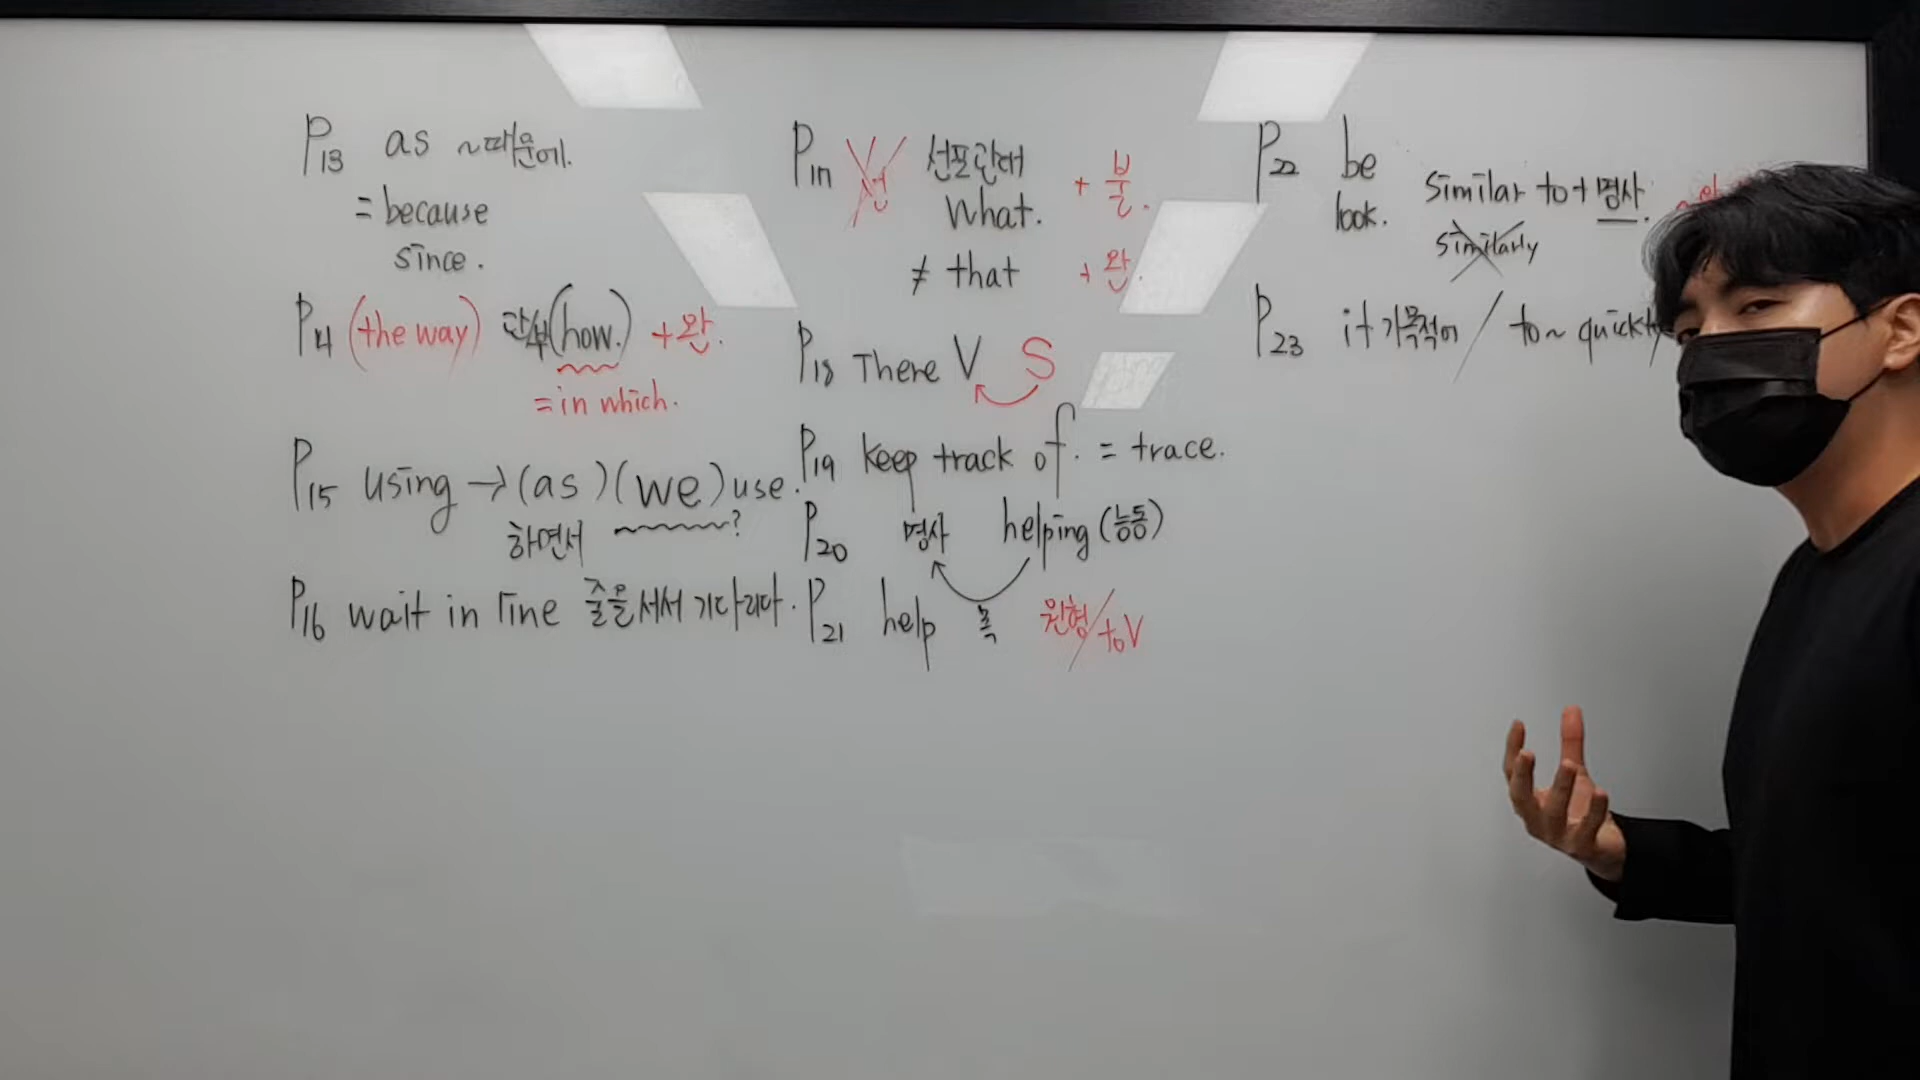 P13 as ~때문에.
= because
since.
P14 (the way) 관부(how.) +완.
= in which.
P15 using → (as)(we)use.
하면서 ?
P16 wait in line 줄을 서서 기다리다.
P17 선 선포관대 + 불.
What.
≠ that + 완.
P18 There V S
P19 keep track of. = trace.
P20 명사 helping (능동)
P21 help 목 원형/to V
P22 be
look. similar to + 명사.
similarly
P23 it 가목적어 / to~ quickly